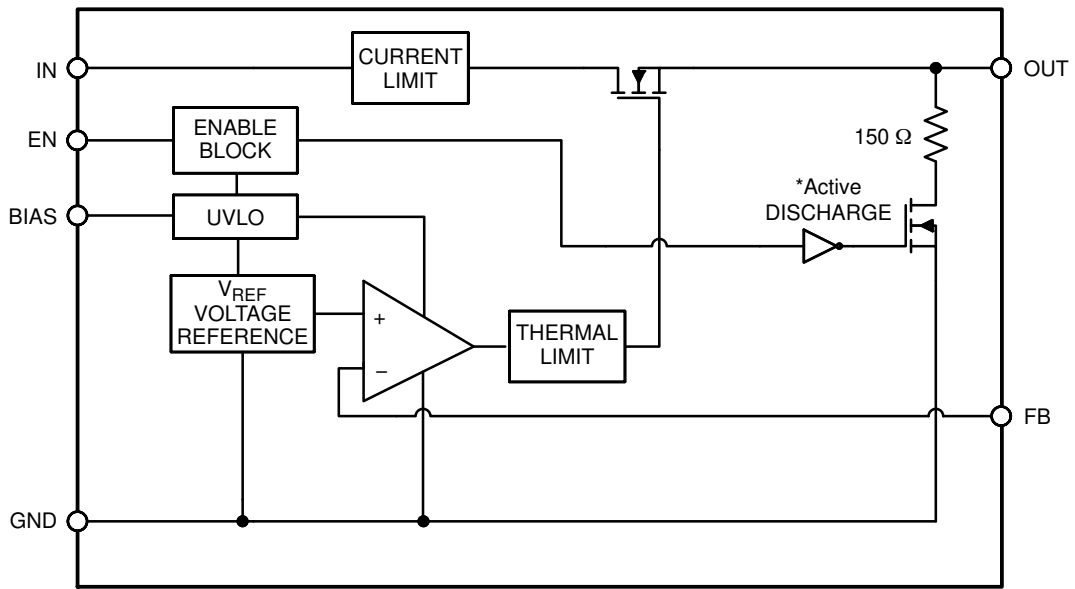 CURRENT
LIMIT
IN
OUT
EN
ENABLE
BLOCK
150 Ω
*Active
DISCHARGE
BIAS
UVLO
VREF
VOLTAGE
REFERENCE
+
−
THERMAL
LIMIT
FB
GND